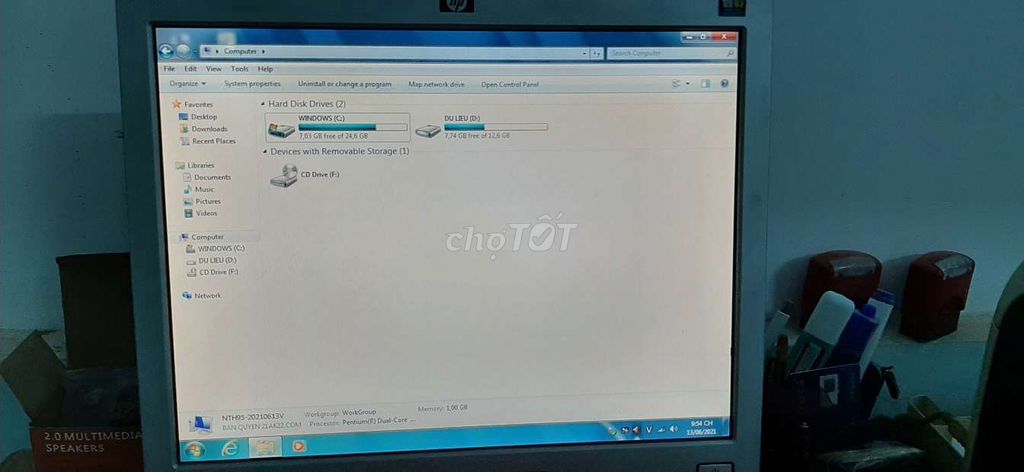 hp
Computer
Search Computer
File Edit View Tools Help
Organize System properties Uninstall or change a program Map network drive Open Control Panel
Favorites
Desktop
Downloads
Recent Places
Libraries
Documents
Music
Pictures
Videos
Computer
WINDOWS (C:)
DU LIEU (D:)
CD Drive (F:)
Network
Hard Disk Drives (2)
WINDOWS (C:)
7,03 GB free of 24,6 GB
DU LIEU (D:)
7,74 GB free of 12,6 GB
Devices with Removable Storage (1)
CD Drive (F:)
chợTỐT
NTH95-20210613V Workgroup: WorkGroup Memory: 1,00 GB
BAN QUYEN 2LAK22.COM Processor: Pentium(R) Dual-Core ...
V
9:54 CH
13/06/2021
2.0 MULTIMEDIA
SPEAKERS